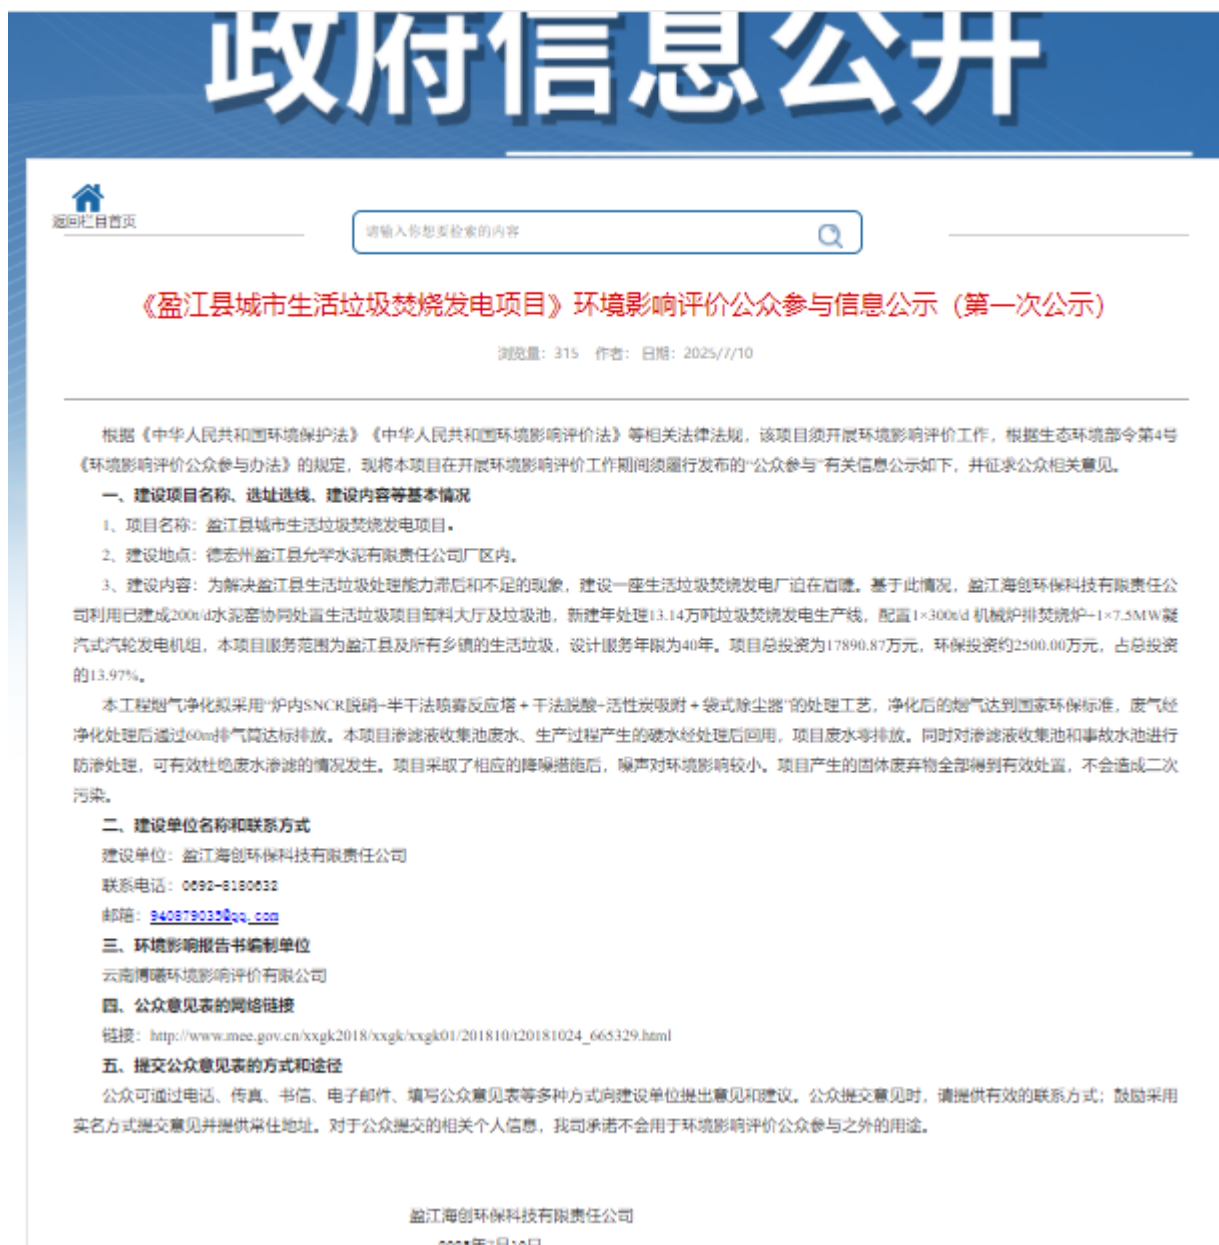 政府信息公开
返回栏目首页
请输入你想要检索的内容
《盈江县城市生活垃圾焚烧发电项目》环境影响评价公众参与信息公示（第一次公示）
浏览量：315 作者： 日期：2025/7/10
根据《中华人民共和国环境保护法》《中华人民共和国环境影响评价法》等相关法律法规，该项目须开展环境影响评价工作，根据生态环境部令第4号
《环境影响评价公众参与办法》的规定，现将本项目在开展环境影响评价工作期间须履行发布的“公众参与”有关信息公示如下，并征求公众相关意见。
一、建设项目名称、选址选线、建设内容等基本情况
1、项目名称：盈江县城市生活垃圾焚烧发电项目。
2、建设地点：德宏州盈江县允罕水泥有限责任公司厂区内。
3、建设内容：为解决盈江县生活垃圾处理能力滞后和不足的现象，建设一座生活垃圾焚烧发电厂迫在眉睫。基于此情况，盈江海创环保科技有限责任公
司利用已建成200t/d水泥窑协同处置生活垃圾项目卸料大厅及垃圾池，新建年处理13.14万吨垃圾焚烧发电生产线，配置1×300t/d 机械炉排焚烧炉+1×7.5MW凝
汽式汽轮发电机组，本项目服务范围为盈江县及所有乡镇的生活垃圾，设计服务年限为40年。项目总投资为17890.87万元，环保投资约2500.00万元，占总投资
的13.97%。
本工程烟气净化拟采用“炉内SNCR脱硝+半干法喷雾反应塔＋干法脱酸+活性炭吸附＋袋式除尘器”的处理工艺，净化后的烟气达到国家环保标准，废气经
净化处理后通过60m排气筒达标排放。本项目渗滤液收集池废水、生产过程产生的硬水经处理后回用，项目废水零排放。同时对渗滤液收集池和事故水池进行
防渗处理，可有效杜绝废水渗滤的情况发生。项目采取了相应的降噪措施后，噪声对环境影响较小。项目产生的固体废弃物全部得到有效处置，不会造成二次
污染。
二、建设单位名称和联系方式
建设单位：盈江海创环保科技有限责任公司
联系电话：0692-8180632
邮箱：940879035@qq.com
三、环境影响报告书编制单位
云南博曦环境影响评价有限公司
四、公众意见表的网络链接
链接：http://www.mee.gov.cn/xxgk2018/xxgk/xxgk01/201810/t20181024_665329.html
五、提交公众意见表的方式和途径
公众可通过电话、传真、书信、电子邮件、填写公众意见表等多种方式向建设单位提出意见和建议。公众提交意见时，请提供有效的联系方式；鼓励采用
实名方式提交意见并提供常住地址。对于公众提交的相关个人信息，我司承诺不会用于环境影响评价公众参与之外的用途。
盈江海创环保科技有限责任公司
2025年7月10日